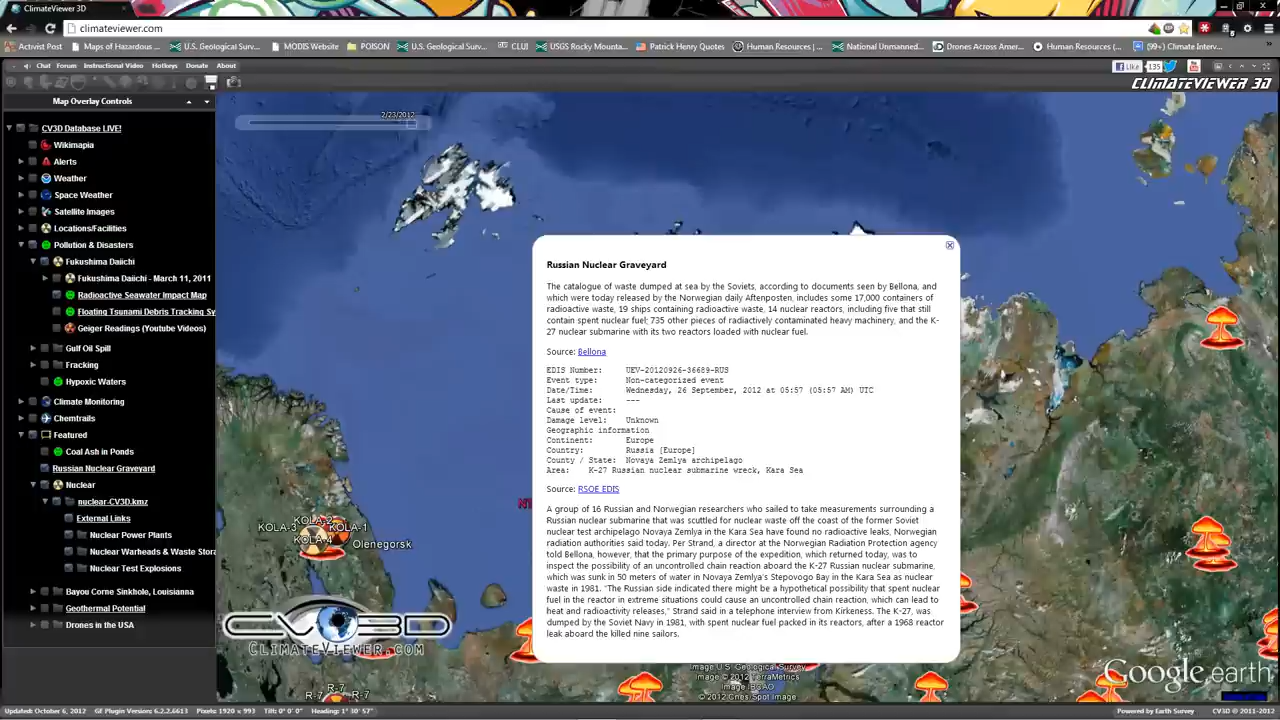 ClimateViewer 3D
climateviewer.com
Activist Post
Maps of Hazardous ...
U.S. Geological Surv...
MODIS Website
POISON
U.S. Geological Surv...
CLUI
USGS Rocky Mounta...
Patrick Henry Quotes
Human Resources (...
National Unmanned...
Drones Across Amer...
Human Resources (...
(99+) Climate Interv...
Chat Forum Instructional Video Hotkeys Donate About
Like 135
CLIMATEVIEWER 3D
Map Overlay Controls
2/23/2012
CV3D Database LIVE!
Wikimapia
Alerts
Weather
Space Weather
Satellite Images
Locations/Facilities
Pollution & Disasters
Fukushima Daiichi
Fukushima Daiichi - March 11, 2011
Radioactive Seawater Impact Map
Floating Tsunami Debris Tracking Sy
Geiger Readings (Youtube Videos)
Gulf Oil Spill
Fracking
Hypoxic Waters
Climate Monitoring
Chemtrails
Featured
Coal Ash in Ponds
Russian Nuclear Graveyard
Nuclear
nuclear-CV3D.kmz
External Links
Nuclear Power Plants
Nuclear Warheads & Waste Stora
Nuclear Test Explosions
Bayou Corne Sinkhole, Louisianna
Geothermal Potential
Drones in the USA
Russian Nuclear Graveyard
The catalogue of waste dumped at sea by the Soviets, according to documents seen by Bellona, and
which were today released by the Norwegian daily Aftenposten, includes some 17,000 containers of
radioactive waste, 19 ships containing radioactive waste, 14 nuclear reactors, including five that still
contain spent nuclear fuel; 735 other pieces of radiactively contaminated heavy machinery, and the K-
27 nuclear submarine with its two reactors loaded with nuclear fuel.
Source: Bellona
EDIS Number: UEV-20120926-36689-RUS
Event type: Non-categorized event
Date/Time: Wednesday, 26 September, 2012 at 05:57 (05:57 AM) UTC
Last update: ---
Cause of event:
Damage level: Unknown
Geographic information
Continent: Europe
Country: Russia [Europe]
County / State: Novaya Zemlya archipelago
Area: K-27 Russian nuclear submarine wreck, Kara Sea
Source: RSOE EDIS
A group of 16 Russian and Norwegian researchers who sailed to take measurements surrounding a
Russian nuclear submarine that was scuttled for nuclear waste off the coast of the former Soviet
nuclear test archipelago Novaya Zemlya in the Kara Sea have found no radioactive leaks, Norwegian
radiation authorities said today. Per Strand, a director at the Norwegian Radiation Protection agency
told Bellona, however, that the primary purpose of the expedition, which returned today, was to
inspect the possibility of an uncontrolled chain reaction aboard the K-27 Russian nuclear submarine,
which was sunk in 50 meters of water in Novaya Zemlya's Stepovogo Bay in the Kara Sea as nuclear
waste in 1981. "The Russian side indicated there might be a hypothetical possibility that spent nuclear
fuel in the reactor in extreme situations could cause an uncontrolled chain reaction, which can lead to
heat and radioactivity releases," Strand said in a telephone interview from Kirkeness. The K-27, was
dumped by the Soviet Navy in 1981, with spent nuclear fuel packed in its reactors, after a 1968 reactor
leak aboard the killed nine sailors.
KOLA-2
KOLA-3
KOLA-1
KOLA-4
Olenegorsk
CV3D
CLIMATEVIEWER.COM
R-7
R-7
R-7
Image U.S. Geological Survey
Image © 2012 TerraMetrics
Image IBCAO
© 2012 Cnes/Spot Image
Google earth
Updated: October 6, 2012 GE Plugin Version: 6.2.2.6613 Pixels: 1920 x 993 Tilt: 0° 0' 0" Heading: 1° 30' 57"
Powered by Earth Survey CV3D © 2011-2012